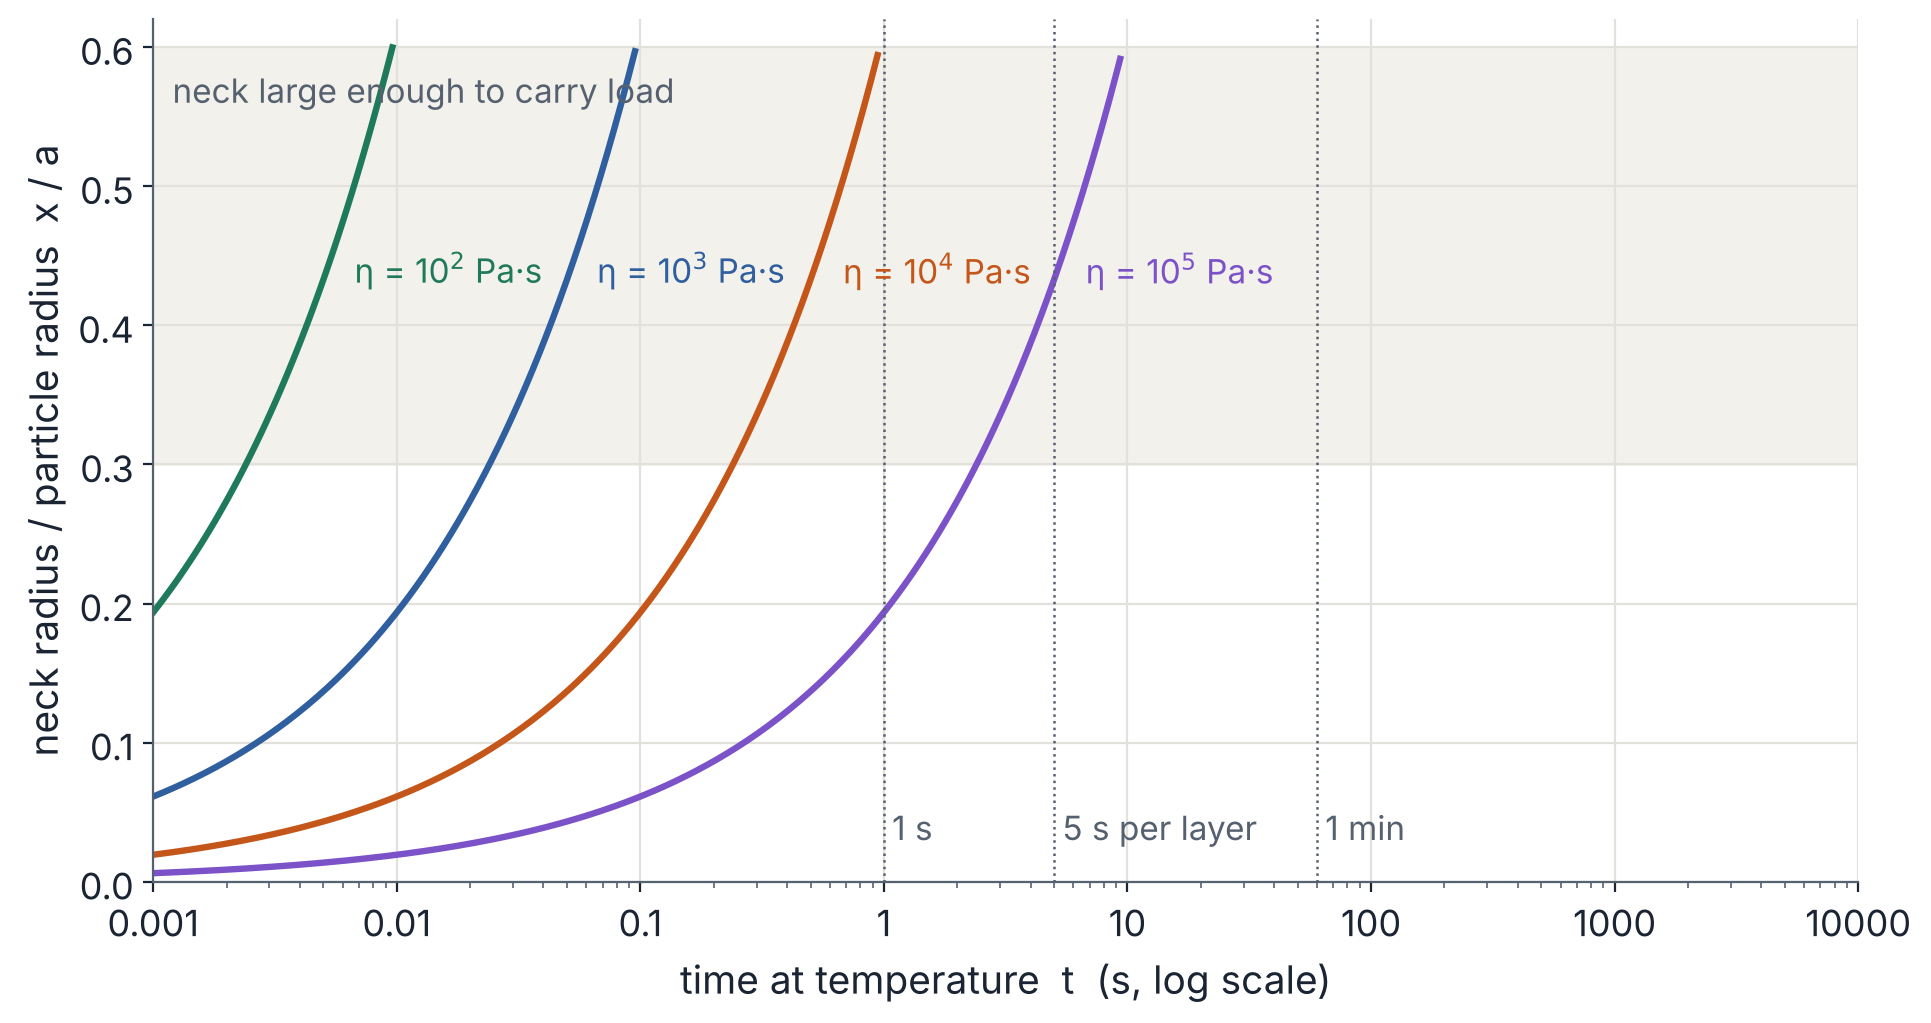 neck radius / particle radius x / a
0.6
0.5
0.4
0.3
0.2
0.1
0.0
neck large enough to carry load
η = 10² Pa·s
η = 10³ Pa·s
η = 10⁴ Pa·s
η = 10⁵ Pa·s
1 s
5 s per layer
1 min
0.001
0.01
0.1
1
10
100
1000
10000
time at temperature t (s, log scale)